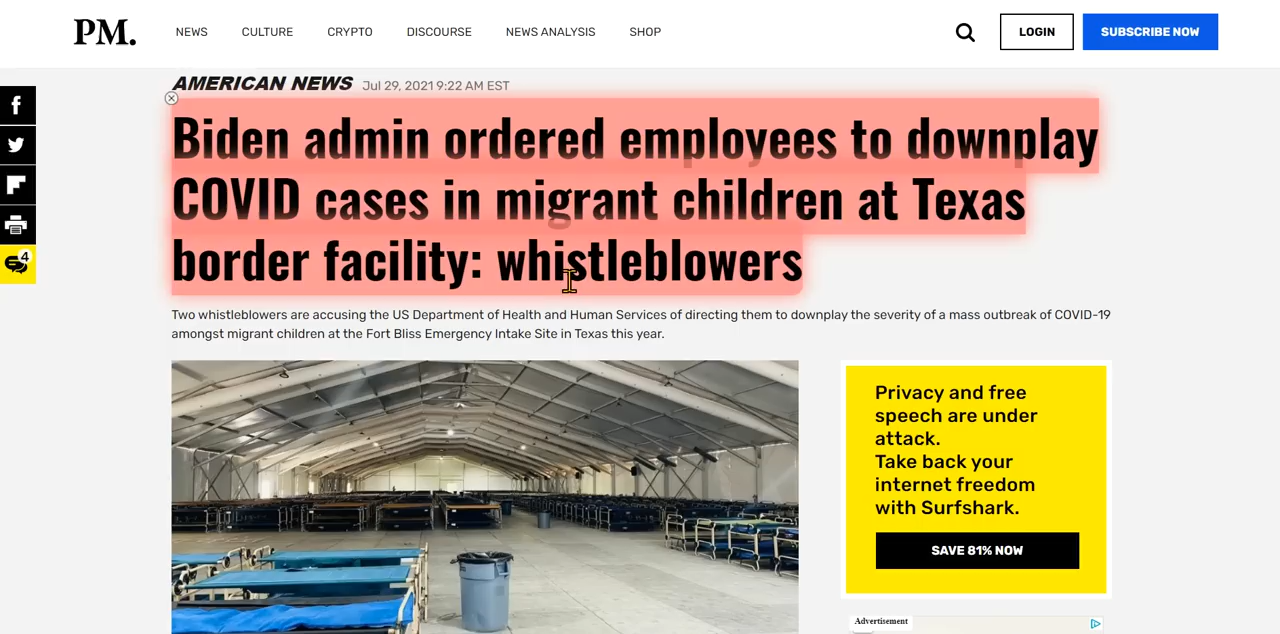 PM.
NEWS
CULTURE
CRYPTO
DISCOURSE
NEWS ANALYSIS
SHOP
LOGIN
SUBSCRIBE NOW
AMERICAN NEWS Jul 29, 2021 9:22 AM EST
Biden admin ordered employees to downplay
COVID cases in migrant children at Texas
border facility: whistleblowers
4
Two whistleblowers are accusing the US Department of Health and Human Services of directing them to downplay the severity of a mass outbreak of COVID-19
amongst migrant children at the Fort Bliss Emergency Intake Site in Texas this year.
Privacy and free
speech are under
attack.
Take back your
internet freedom
with Surfshark.
SAVE 81% NOW
Advertisement